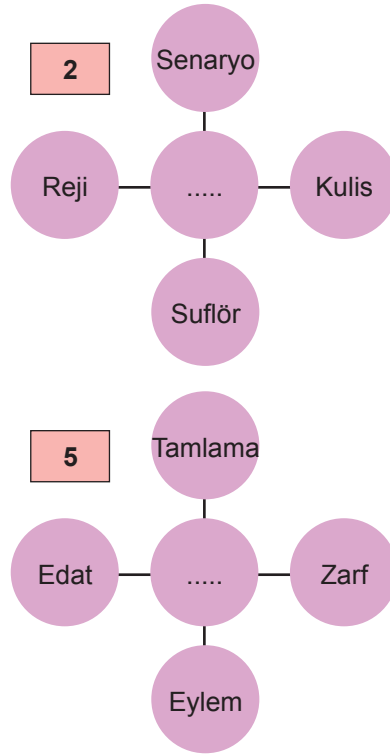 Senaryo
2
Reji ..... Kulis
Suflör
Tamlama
5
Edat ..... Zarf
Eylem